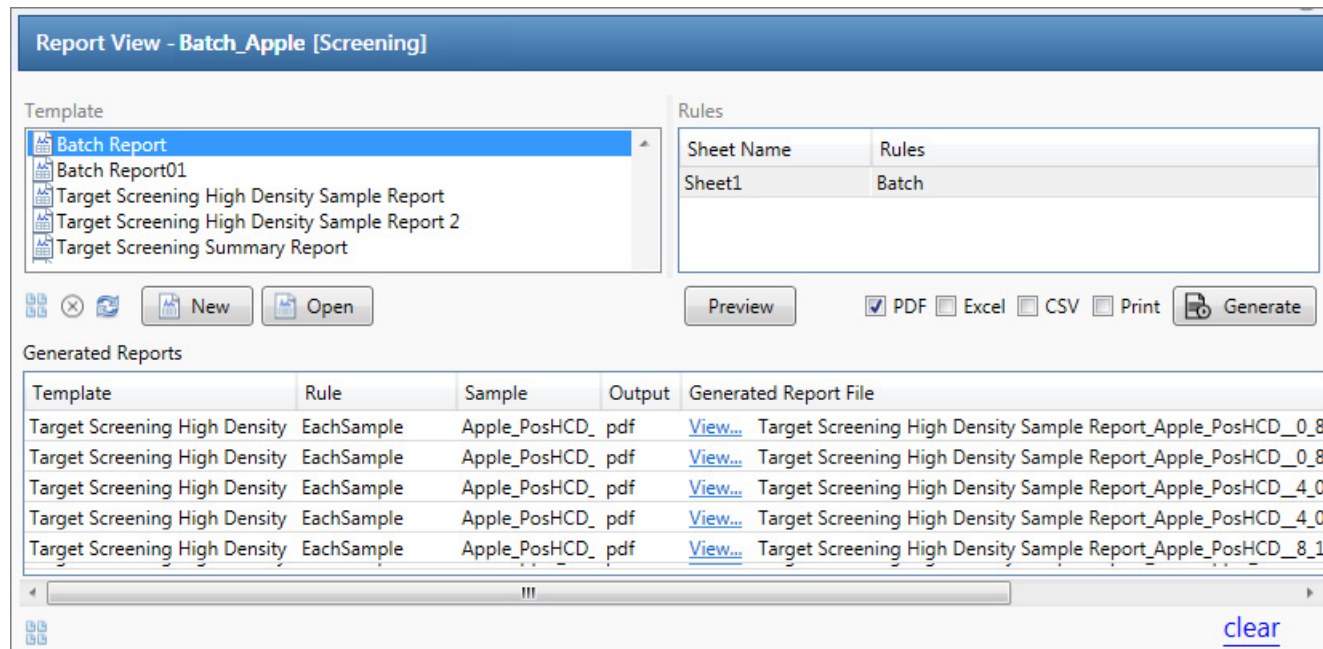 Report View - Batch_Apple [Screening]
Template
Rules
Batch Report
Batch Report01
Target Screening High Density Sample Report
Target Screening High Density Sample Report 2
Target Screening Summary Report
Sheet Name Rules
Sheet1 Batch
New Open Preview PDF Excel CSV Print Generate
Generated Reports
Template Rule Sample Output Generated Report File
Target Screening High Density EachSample Apple_PosHCD_ pdf View... Target Screening High Density Sample Report_Apple_PosHCD__0_8
Target Screening High Density EachSample Apple_PosHCD_ pdf View... Target Screening High Density Sample Report_Apple_PosHCD__0_8
Target Screening High Density EachSample Apple_PosHCD_ pdf View... Target Screening High Density Sample Report_Apple_PosHCD__4_0
Target Screening High Density EachSample Apple_PosHCD_ pdf View... Target Screening High Density Sample Report_Apple_PosHCD__4_0
Target Screening High Density EachSample Apple_PosHCD_ pdf View... Target Screening High Density Sample Report_Apple_PosHCD__8_1
clear